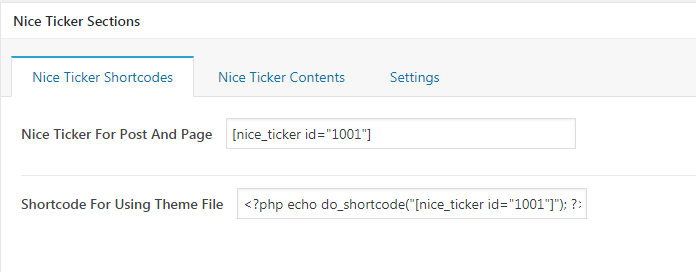 Nice Ticker Sections
Nice Ticker Shortcodes Nice Ticker Contents Settings
Nice Ticker For Post And Page [nice_ticker id="1001"]
Shortcode For Using Theme File <?php echo do_shortcode("[nice_ticker id="1001"]"); ?>